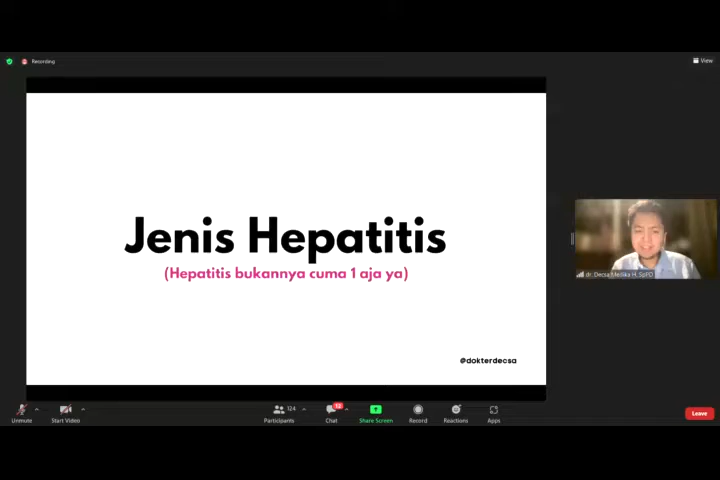 Recording
View
Jenis Hepatitis
(Hepatitis bukannya cuma 1 aja ya)
@dokterdecsa
dr. Decsa Medika H, SpPD
124
Unmute
Start Video
Participants
Chat
Share Screen
Record
Reactions
Apps
Leave